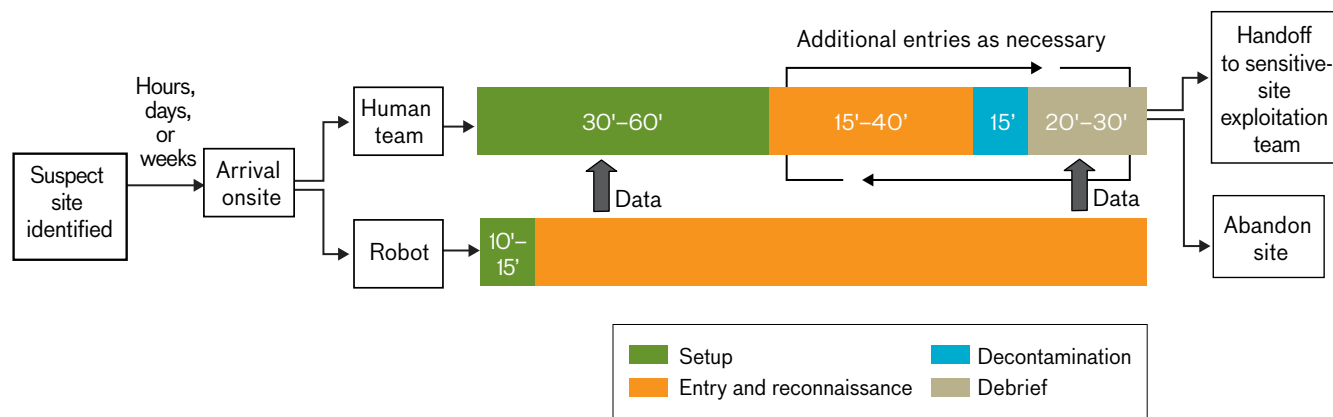 Suspect
site
identified
Hours,
days,
or
weeks
Arrival
onsite
Human
team
Robot
Additional entries as necessary
30'–60'
15'–40'
15’
20'–30'
Data
Data
10'–
15’
Handoff
to sensitive-
site
exploitation
team
Abandon
site
Setup
Entry and reconnaissance
Decontamination
Debrief